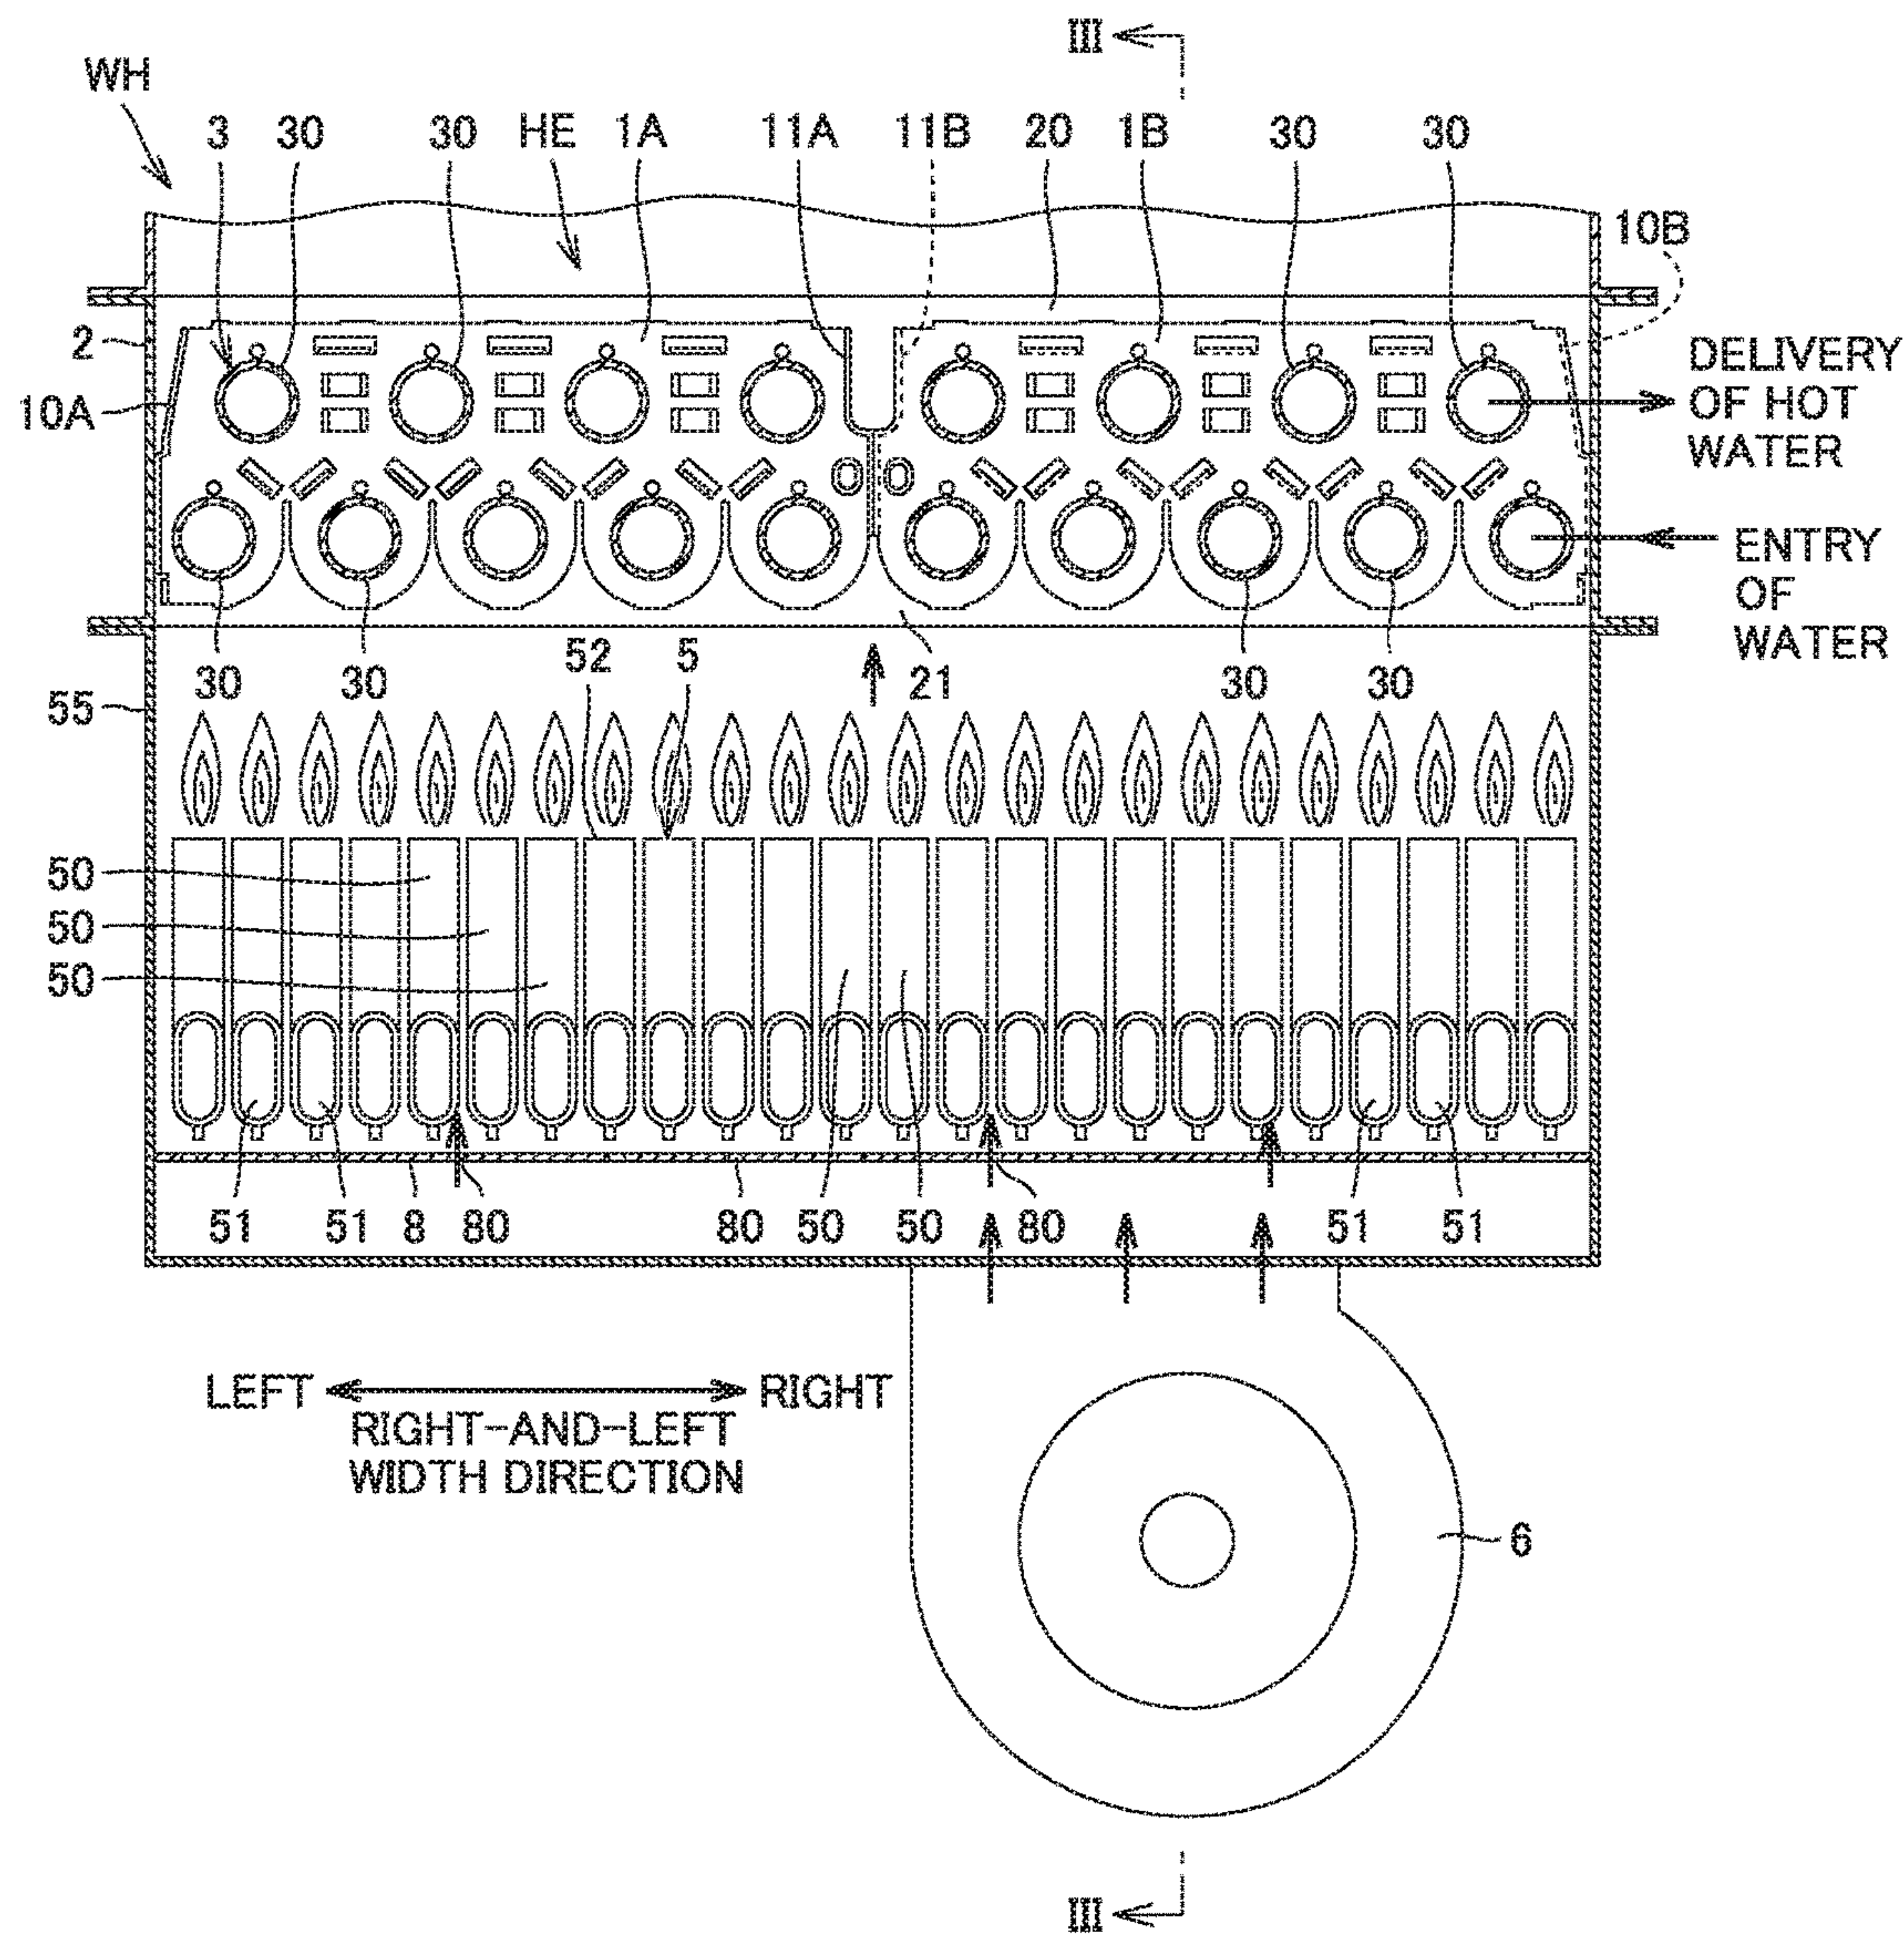 III
WH
3 30 30 HE 1A 11A 11B 20 1B 30 30
10B
2
DELIVERY
OF HOT
WATER
10A
ENTRY
OF
WATER
52 5
30 30 21 30 30
55
50
50
50
51 51 8 80 80 50 50 80 51 51
LEFT RIGHT
RIGHT-AND-LEFT
WIDTH DIRECTION
6
III